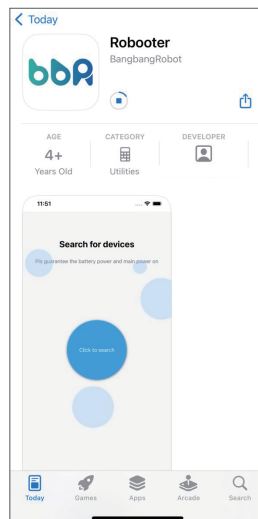 Today
bbR
Robooter
BangbangRobot
AGE
CATEGORY
DEVELOPER
4+
Years Old
Utilities
11:51
Search for devices
Pls guarantee the battery power and main power on
Click to search
Today
Games
Apps
Arcade
Search